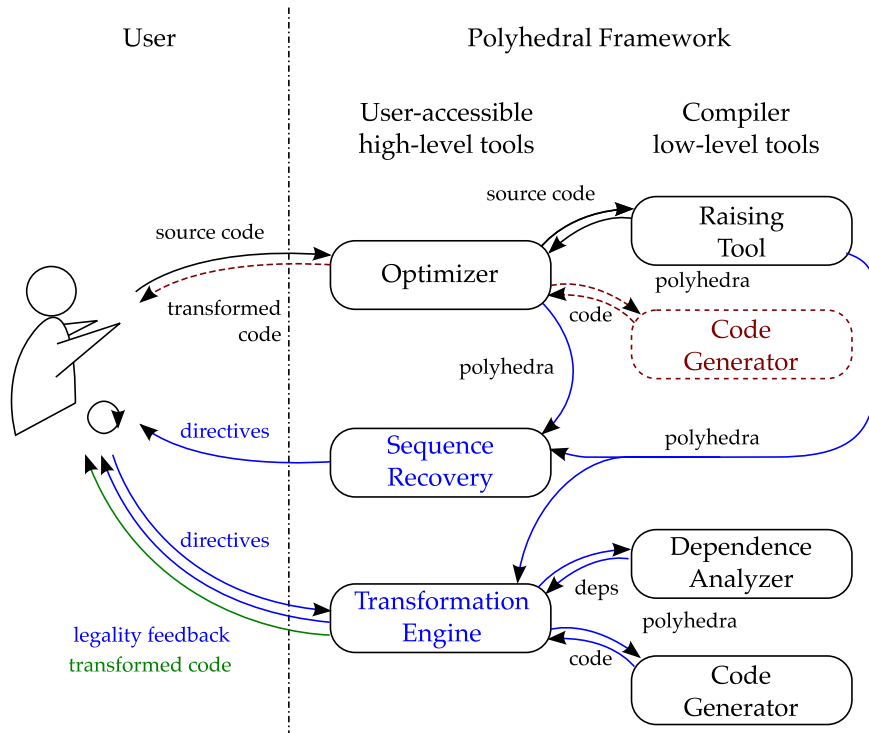 User
Polyhedral Framework
User-accessible
high-level tools
Compiler
low-level tools
source code
Raising
Tool
source code
Optimizer
polyhedra
transformed
code
code
Code
Generator
polyhedra
directives
Sequence
Recovery
polyhedra
directives
Dependence
Analyzer
deps
Transformation
Engine
polyhedra
legality feedback
transformed code
code
Code
Generator